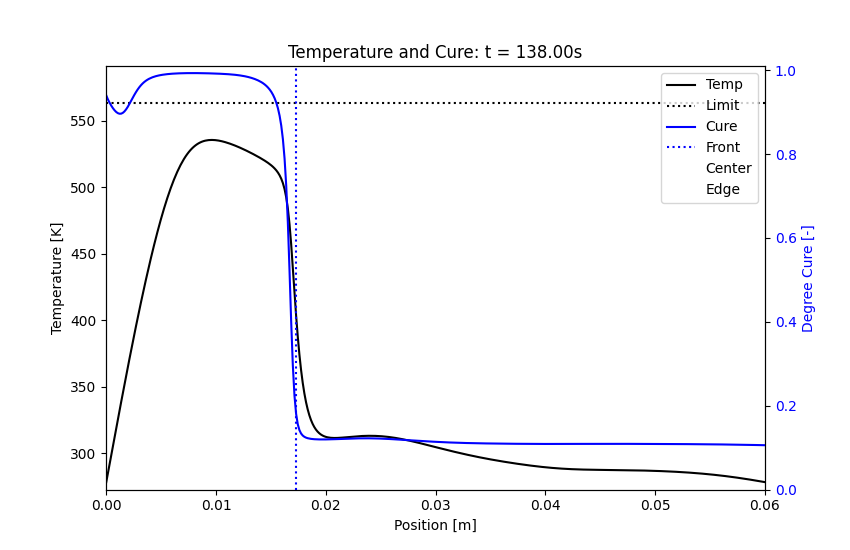 Temperature and Cure: t = 138.00s
Temp
Limit
Cure
Front
Center
Edge
550
500
450
400
350
300
Temperature [K]
1.0
0.8
0.6
0.4
0.2
0.0
Degree Cure [-]
0.00 0.01 0.02 0.03 0.04 0.05 0.06
Position [m]